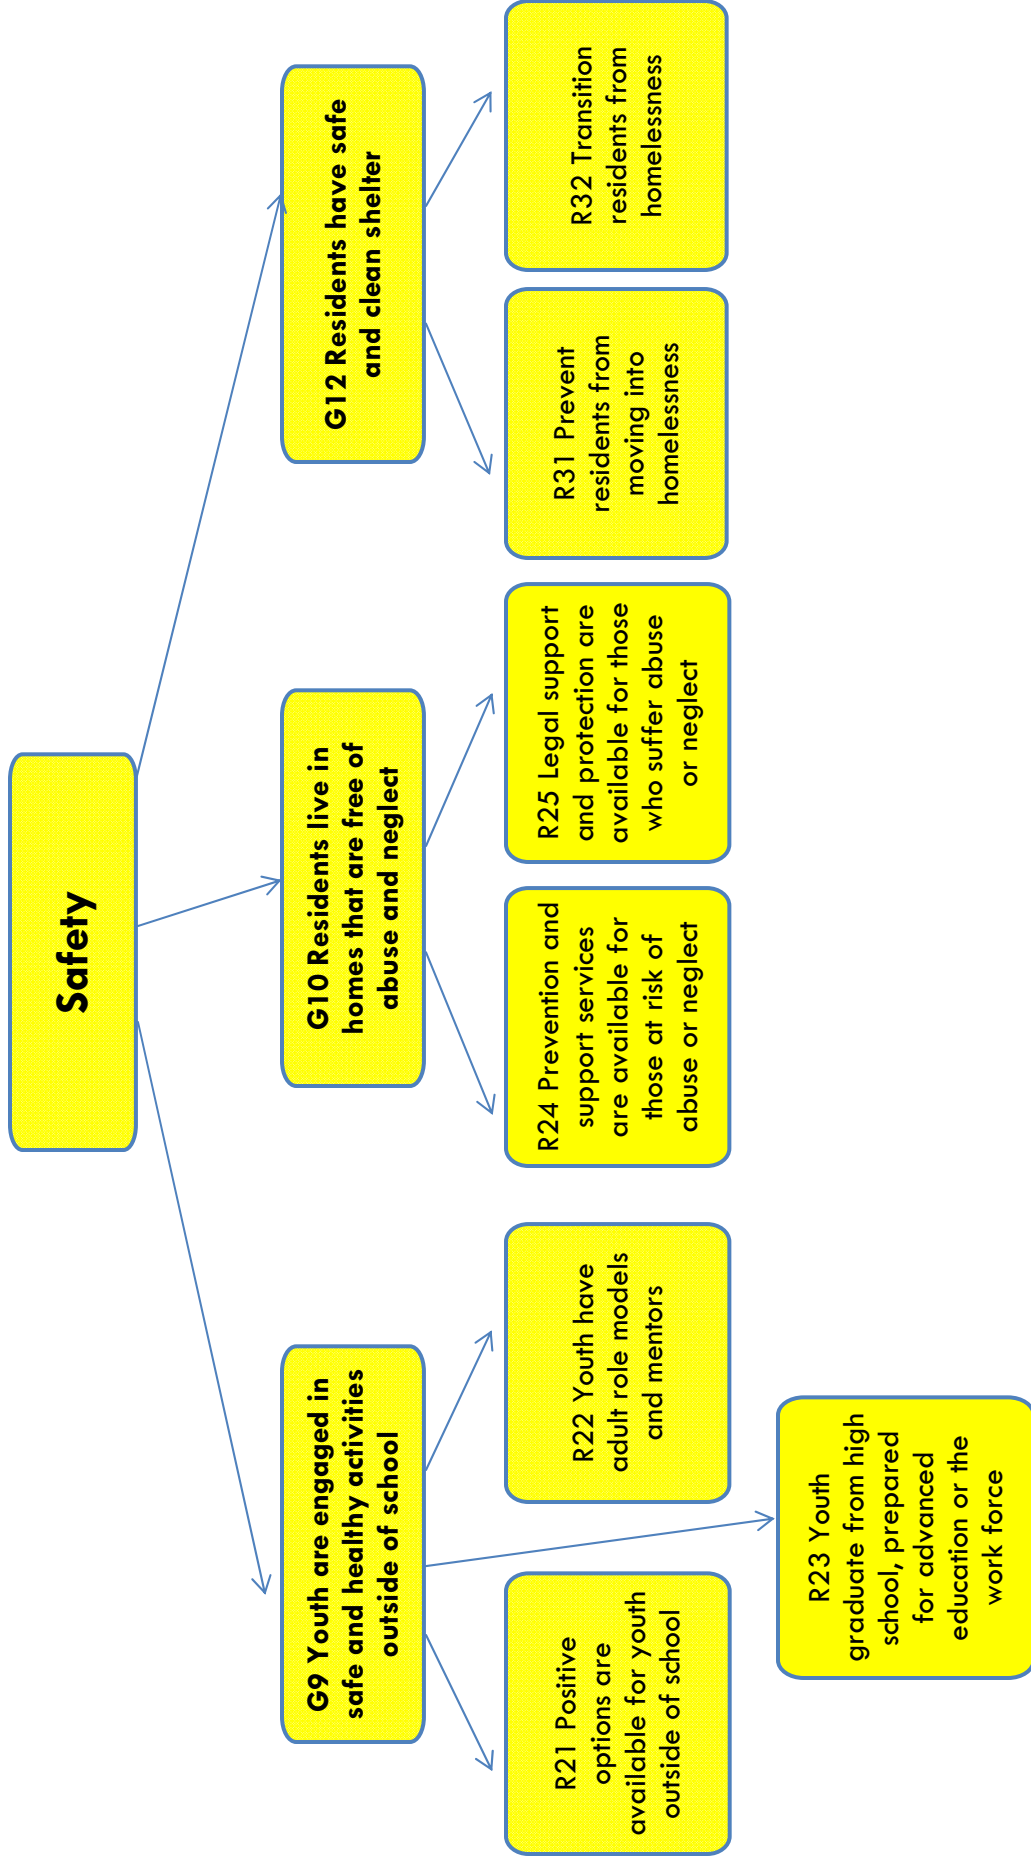 Safety
G9 Youth are engaged in
safe and healthy activities
outside of school
G10 Residents live in
homes that are free of
abuse and neglect
G12 Residents have safe
and clean shelter
R21 Positive
options are
available for youth
outside of school
R22 Youth have
adult role models
and mentors
R24 Prevention and
support services
are available for
those at risk of
abuse or neglect
R25 Legal support
and protection are
available for those
who suffer abuse
or neglect
R31 Prevent
residents from
moving into
homelessness
R32 Transition
residents from
homelessness
R23 Youth
graduate from high
school, prepared
for advanced
education or the
work force